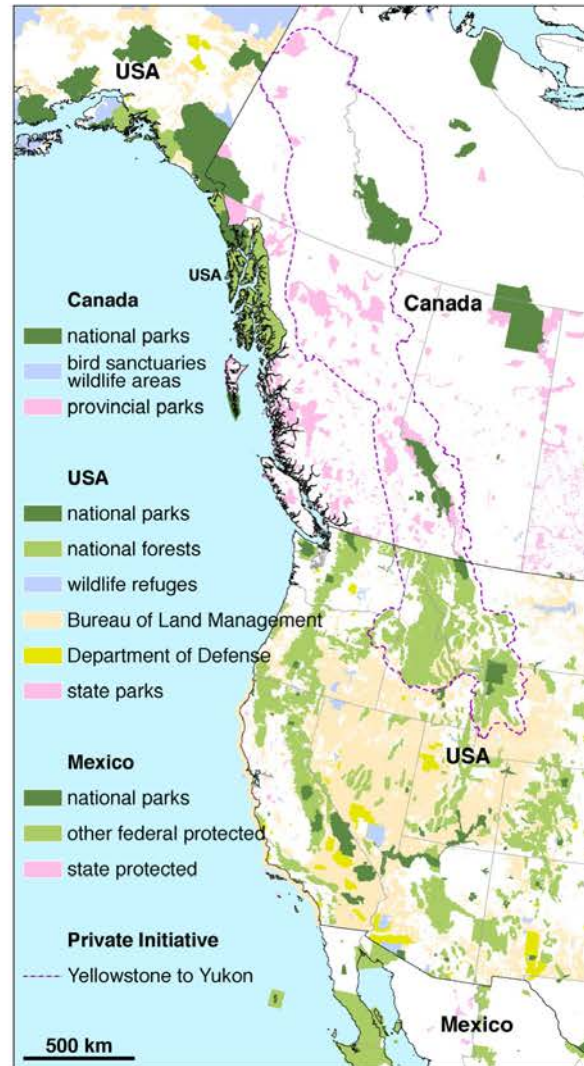 USA
USA
Canada
Canada
national parks
bird sanctuaries
wildlife areas
provincial parks
USA
national parks
national forests
wildlife refuges
Bureau of Land Management
Department of Defense
state parks
USA
Mexico
national parks
other federal protected
state protected
Private Initiative
Yellowstone to Yukon
Mexico
500 km